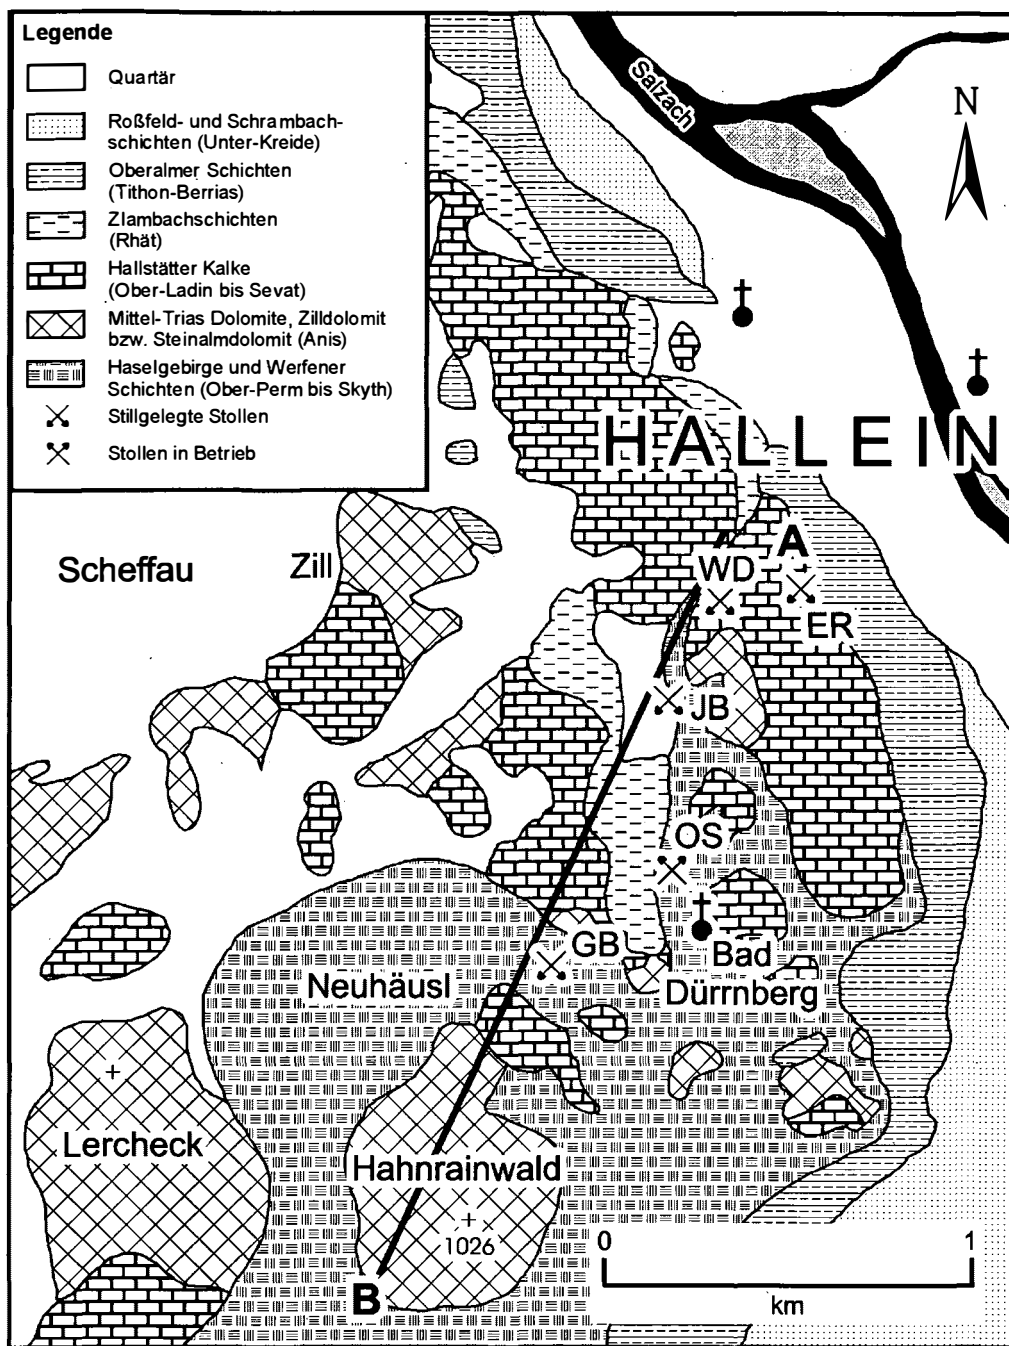 Legende
Quartär
Roßfeld- und Schrambach-
schichten (Unter-Kreide)
Oberalmer Schichten
(Tithon-Berrias)
Zlambachschichten
(Rhät)
Hallstätter Kalke
(Ober-Ladin bis Sevat)
Mittel-Trias Dolomite, Zilldolomit
bzw. Steinalmdolomit (Anis)
Haselgebirge und Werfener
Schichten (Ober-Perm bis Skyth)
Stillgelegte Stollen
Stollen in Betrieb
Salzach
N
HALLEIN
Scheffau
Zill
A
WD
ER
JB
OS
GB
Bad
Dürrnberg
Neuhäusl
Lercheck
Hahnrainwald
1026
B
0 1
km